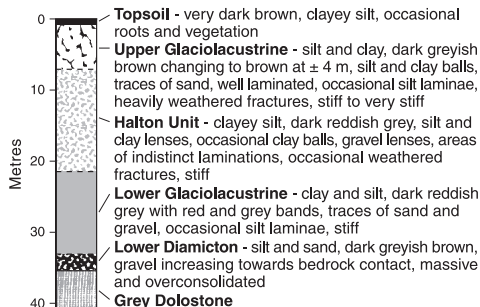 0
Topsoil - very dark brown, clayey silt, occasional
roots and vegetation
Upper Glaciolacustrine - silt and clay, dark greyish
brown changing to brown at ± 4 m, silt and clay balls,
traces of sand, well laminated, occasional silt laminae,
heavily weathered fractures, stiff to very stiff
10
Halton Unit - clayey silt, dark reddish grey, silt and
clay lenses, occasional clay balls, gravel lenses, areas
of indistinct laminations, occasional weathered
fractures, stiff
Metres
20
Lower Glaciolacustrine - clay and silt, dark reddish
grey with red and grey bands, traces of sand and
gravel, occasional silt laminae, stiff
30
Lower Diamicton - silt and sand, dark greyish brown,
gravel increasing towards bedrock contact, massive
and overconsolidated
40
Grey Dolostone